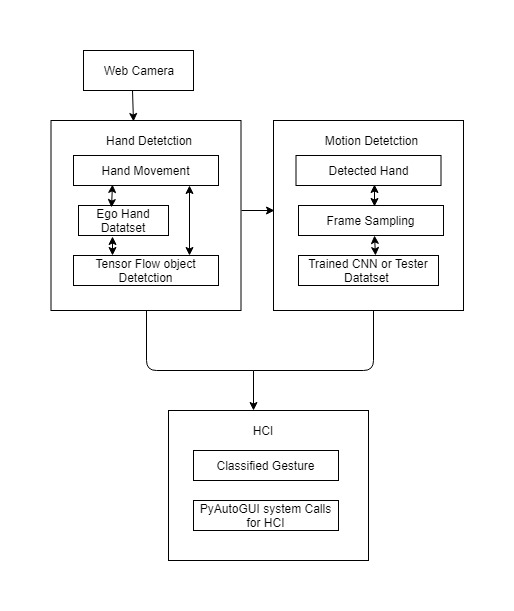 Web Camera
Hand Detetction
Hand Movement
Ego Hand
Datatset
Tensor Flow object
Detetction
Motion Detetction
Detected Hand
Frame Sampling
Trained CNN or Tester
Datatset
HCI
Classified Gesture
PyAutoGUI system Calls
for HCI